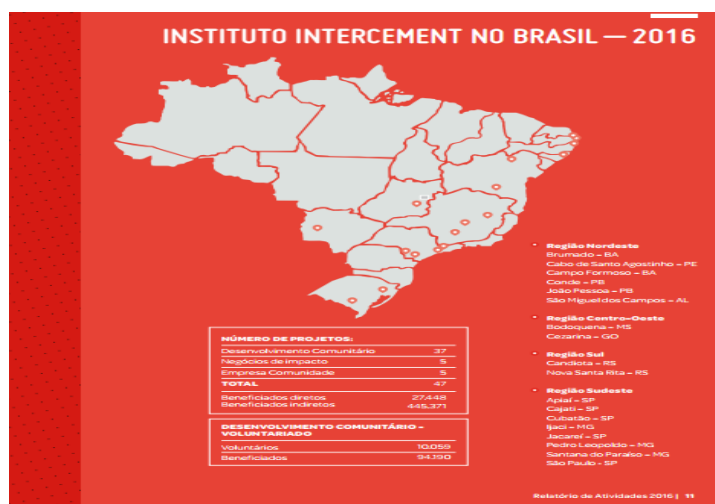 INSTITUTO INTERCEMENT NO BRASIL — 2016
Região Nordeste
Brumado – BA
Cabo de Santo Agostinho – PE
Campo Formoso – BA
Conde – PB
João Pessoa – PB
São Miguel dos Campos – AL
Região Centro-Oeste
Bodoquena – MS
Cezarina – GO
Região Sul
Candiota – RS
Nova Santa Rita – RS
Região Sudeste
Apiaí – SP
Cajati – SP
Cubatão – SP
Ijaci – MG
Jacareí – SP
Pedro Leopoldo – MG
Santana do Paraíso – MG
São Paulo - SP
NÚMERO DE PROJETOS:
Desenvolvimento Comunitário 37
Negócios de impacto 5
Empresa Comunidade 5
TOTAL 47
Beneficiados diretos 27.448
Beneficiados indiretos 445.371
DESENVOLVIMENTO COMUNITÁRIO –
VOLUNTARIADO
Voluntários 10.059
Beneficiados 94.190
Relatório de Atividades 2016 | 11